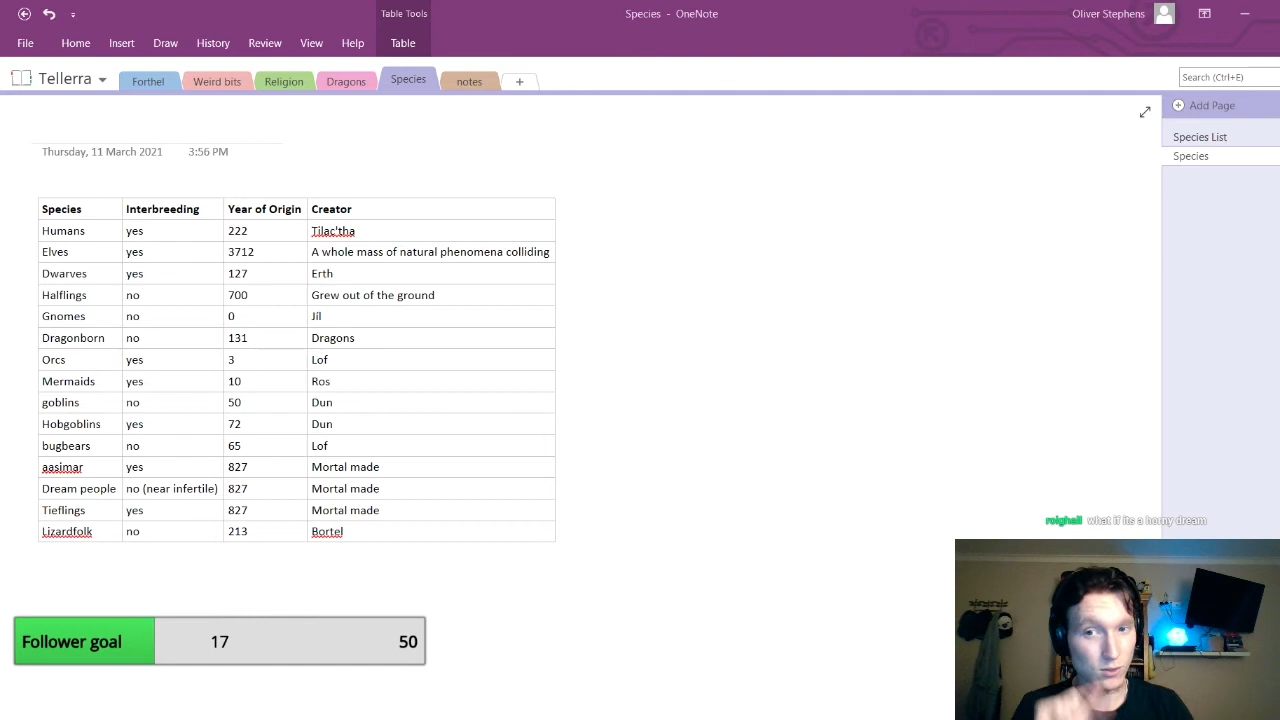 Table Tools
Species - OneNote
Oliver Stephens
File Home Insert Draw History Review View Help Table
Tellerra Forthel Weird bits Religion Dragons Species notes +
Search (Ctrl+E)
Add Page
Species List
Species
Thursday, 11 March 2021 3:56 PM
Species Interbreeding Year of Origin Creator
Humans yes 222 Tilac'tha
Elves yes 3712 A whole mass of natural phenomena colliding
Dwarves yes 127 Erth
Halflings no 700 Grew out of the ground
Gnomes no 0 Jíl
Dragonborn no 131 Dragons
Orcs yes 3 Lof
Mermaids yes 10 Ros
goblins no 50 Dun
Hobgoblins yes 72 Dun
bugbears no 65 Lof
aasimar yes 827 Mortal made
Dream people no (near infertile) 827 Mortal made
Tieflings yes 827 Mortal made
Lizardfolk no 213 Bortel
what if its a horny dream
Follower goal 17 50